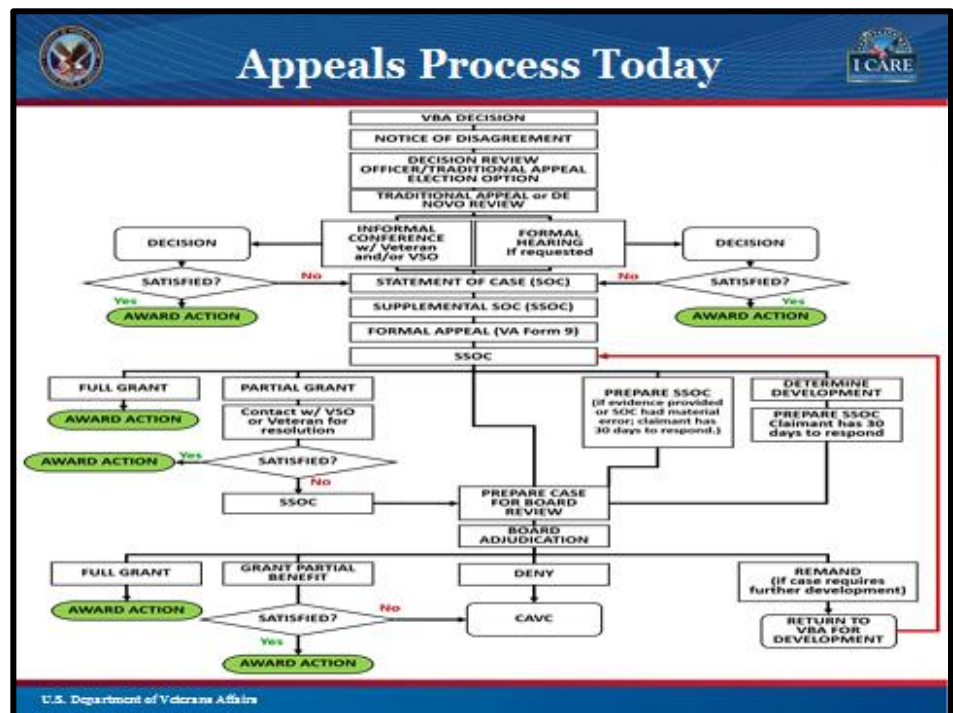 Appeals Process Today
I CARE
VBA DECISION
NOTICE OF DISAGREEMENT
DECISION REVIEW
OFFICER/TRADITIONAL APPEAL
ELECTION OPTION
TRADITIONAL APPEAL or DE
NOVO REVIEW
DECISION
INFORMAL
CONFERENCE
w/ Veteran
and/or VSO
FORMAL
HEARING
if requested
DECISION
SATISFIED?
No
STATEMENT OF CASE (SOC)
No
SATISFIED?
Yes
AWARD ACTION
SUPPLEMENTAL SOC (SSOC)
Yes
AWARD ACTION
FORMAL APPEAL (VA Form 9)
SSOC
FULL GRANT
AWARD ACTION
PARTIAL GRANT
Contact w/ VSO
or Veteran for
resolution
PREPARE SSOC
(if evidence provided
or SOC had material
error; claimant has
30 days to respond.)
DETERMINE
DEVELOPMENT
PREPARE SSOC
Claimant has 30
days to respond
AWARD ACTION
Yes
SATISFIED?
No
SSOC
PREPARE CASE
FOR BOARD
REVIEW
BOARD
ADJUDICATION
FULL GRANT
AWARD ACTION
GRANT PARTIAL
BENEFIT
DENY
REMAND
(if case requires
further development)
SATISFIED?
No
CAVC
RETURN TO
VBA FOR
DEVELOPMENT
Yes
AWARD ACTION
U.S. Department of Veterans Affairs